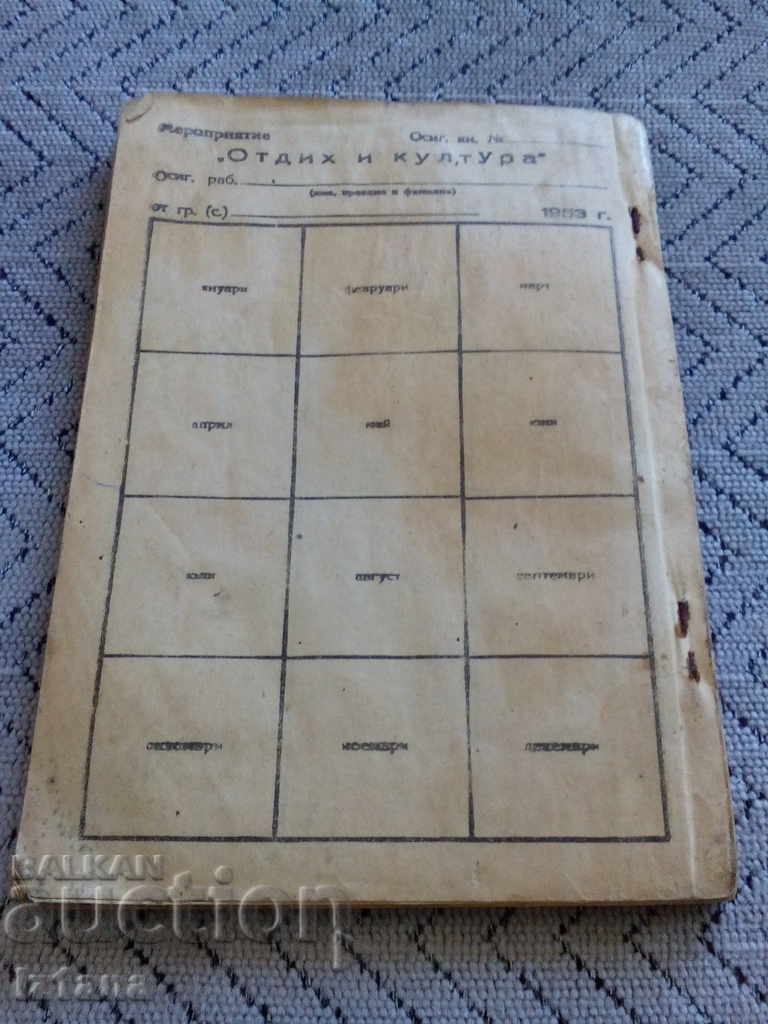 Мероприятие Осиг. кн. №
„Отдих и култура"
Осиг. раб.
(име, презиме и фамилия)
от гр. (с.) 1953 г.
януари февруари март
април май юни
юли август септември
октомври ноември декември
BALKAN
auction
Iziana